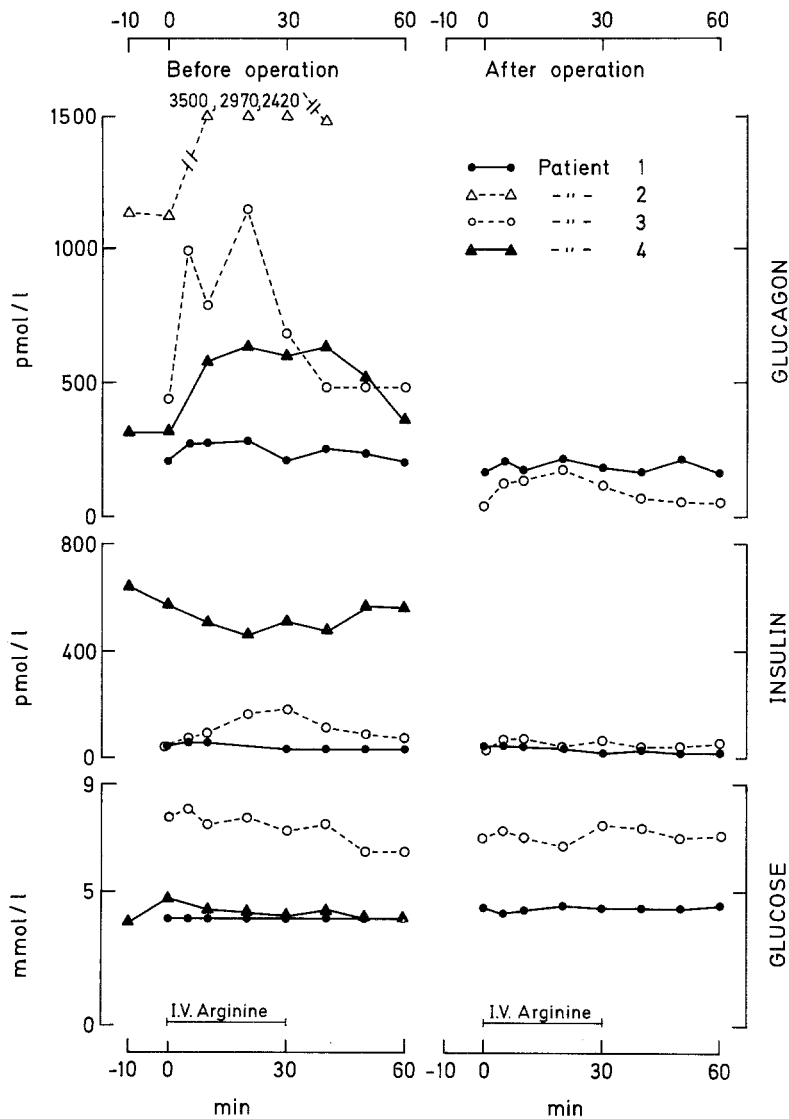 -10 0 30 60 -10 0 30 60
Before operation After operation
3500, 2970, 2420
1500
Patient 1
-"- 2
-"- 3
-"- 4
1000
500
0
pmol/l
GLUCAGON
800
400
0
pmol/l
INSULIN
9
5
0
mmol/l
GLUCOSE
I.V. Arginine I.V. Arginine
-10 0 30 60 -10 0 30 60
min min